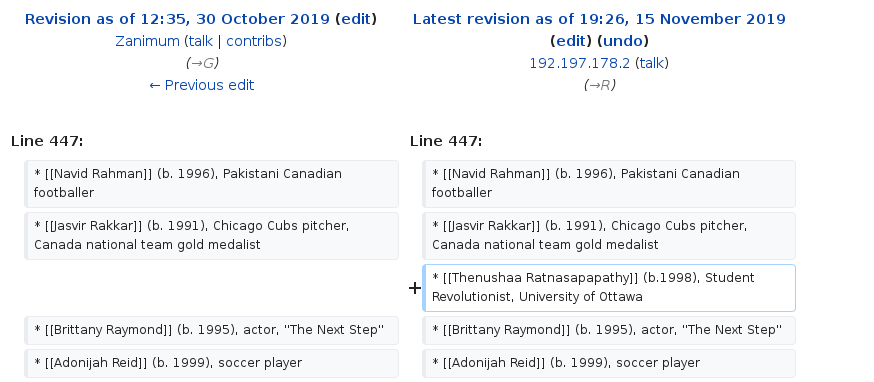 Revision as of 12:35, 30 October 2019 (edit)
Zanimum (talk | contribs)
(→G)
← Previous edit
Latest revision as of 19:26, 15 November 2019
(edit) (undo)
192.197.178.2 (talk)
(→R)
Line 447:
Line 447:
* [[Navid Rahman]] (b. 1996), Pakistani Canadian
footballer
* [[Navid Rahman]] (b. 1996), Pakistani Canadian
footballer
* [[Jasvir Rakkar]] (b. 1991), Chicago Cubs pitcher,
Canada national team gold medalist
* [[Jasvir Rakkar]] (b. 1991), Chicago Cubs pitcher,
Canada national team gold medalist
+ * [[Thenushaa Ratnasapapathy]] (b.1998), Student
Revolutionist, University of Ottawa
* [[Brittany Raymond]] (b. 1995), actor, "The Next Step"
* [[Brittany Raymond]] (b. 1995), actor, "The Next Step"
* [[Adonijah Reid]] (b. 1999), soccer player
* [[Adonijah Reid]] (b. 1999), soccer player